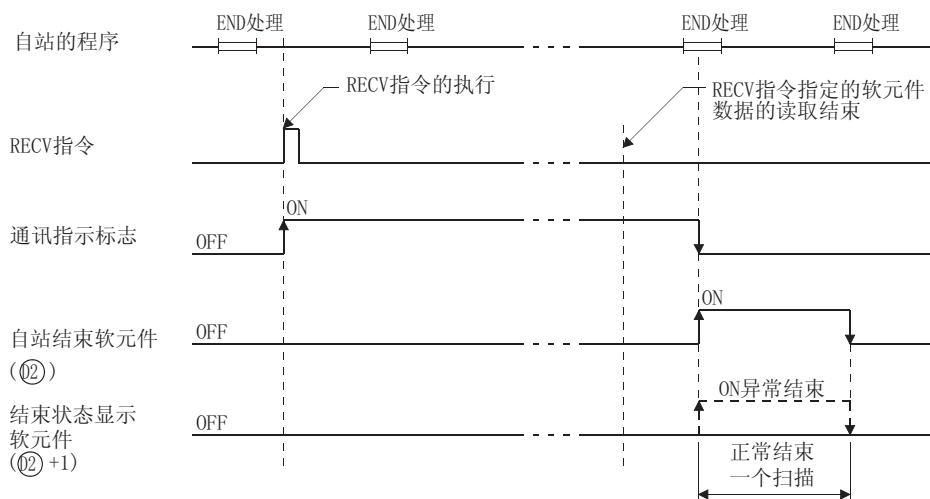 END处理
END处理
END处理
END处理
自站的程序
RECV指令的执行
RECV指令指定的软元件
数据的读取结束
RECV指令
ON
通讯指示标志
OFF
ON
自站结束软元件
OFF
(D2)
ON异常结束
结束状态显示
OFF
软元件
(D2+1)
正常结束
一个扫描